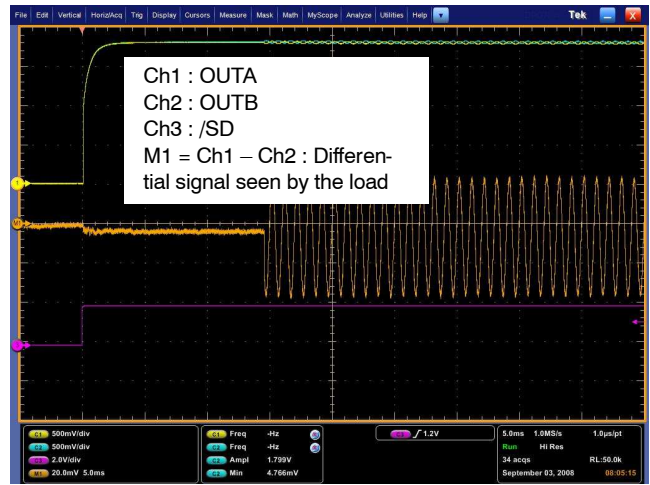 File Edit Vertical Horiz/Acq Trig Display Cursors Measure Mask Math MyScope Analyze Utilities Help Tek X
Ch1 : OUTA
Ch2 : OUTB
Ch3 : /SD
M1 = Ch1 − Ch2 : Differen-
tial signal seen by the load
1
M1
C1 500mV/div
C2 500mV/div
C3 2.0V/div
M1 20.0mV 5.0ms
C1 Freq -Hz
C2 Freq -Hz
C2 Ampl 1.799V
C2 Min 4.766mV
C3 1.2V
5.0ms 1.0MS/s 1.0µs/pt
Run Hi Res
34 acqs RL:50.0k
September 03, 2008 08:05:15